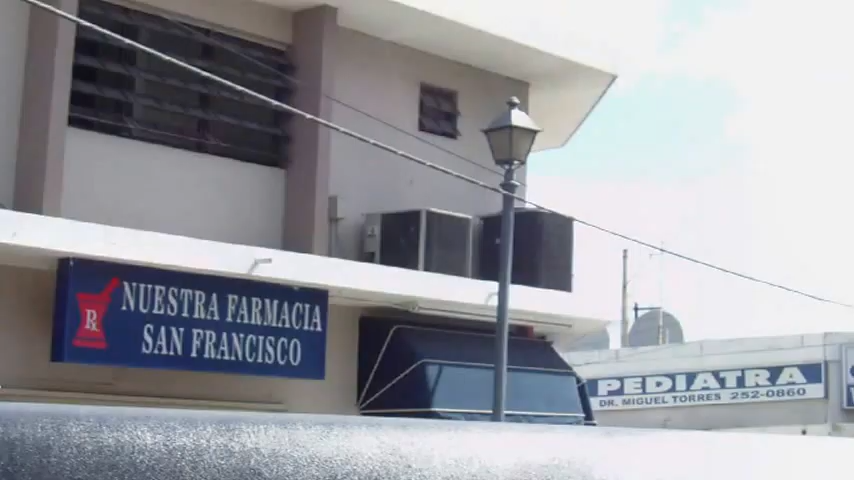 NUESTRA FARMACIA
SAN FRANCISCO
PEDIATRA
DR. MIGUEL TORRES 252-0860